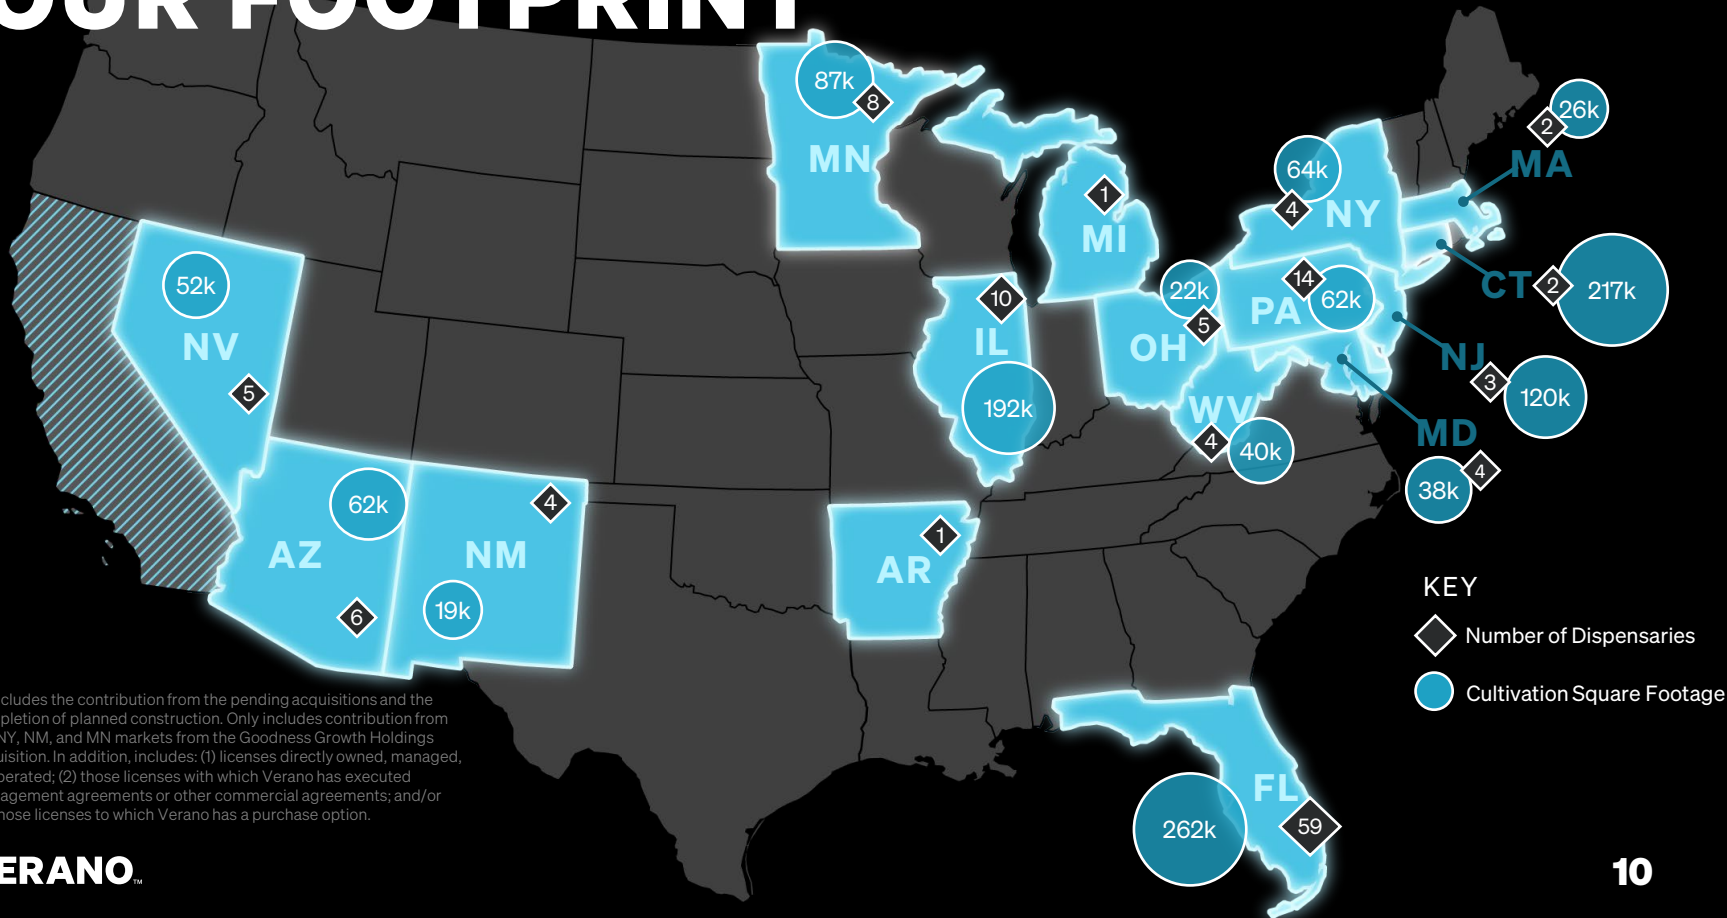 OUR FOOTPRINT
87k
8
MN
26k
2
MA
64k
4
NY
1
MI
52k
NV
5
10
IL
192k
22k
5
OH
14
62k
PA
CT
2
217k
NJ
3
120k
WV
4
40k
MD
38k
4
62k
AZ
6
4
NM
19k
1
AR
KEY
Number of Dispensaries
Cultivation Square Footage
FL
262k
59
cludes the contribution from the pending acquisitions and the
pletion of planned construction. Only includes contribution from
NY, NM, and MN markets from the Goodness Growth Holdings
uisition. In addition, includes: (1) licenses directly owned, managed,
perated; (2) those licenses with which Verano has executed
agement agreements or other commercial agreements; and/or
hose licenses to which Verano has a purchase option.
ERANO™
10